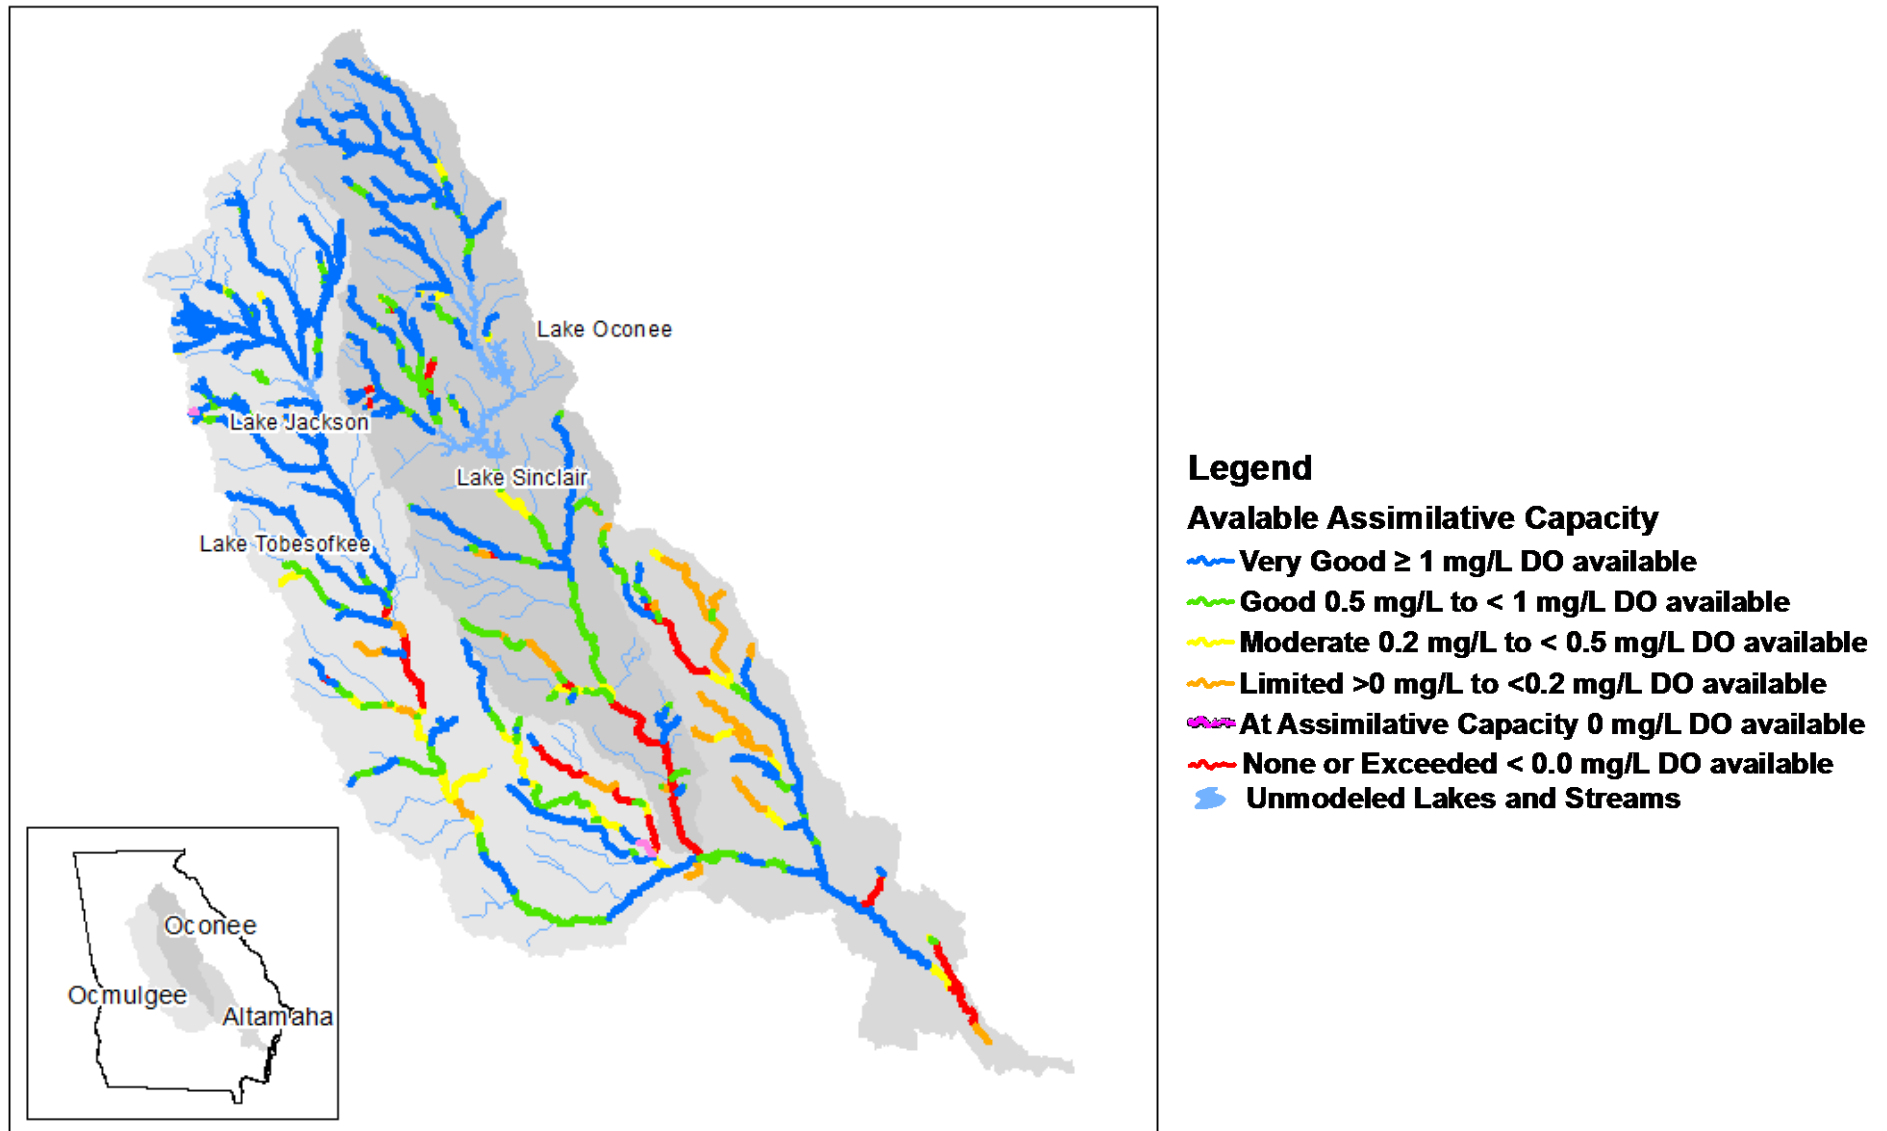 Lake Oconee
Lake Jackson
Lake Sinclair
Lake Tobesofkee
Oconee
Ocmulgee
Altamaha
Legend
Avalable Assimilative Capacity
Very Good ≥ 1 mg/L DO available
Good 0.5 mg/L to < 1 mg/L DO available
Moderate 0.2 mg/L to < 0.5 mg/L DO available
Limited >0 mg/L to <0.2 mg/L DO available
At Assimilative Capacity 0 mg/L DO available
None or Exceeded < 0.0 mg/L DO available
Unmodeled Lakes and Streams